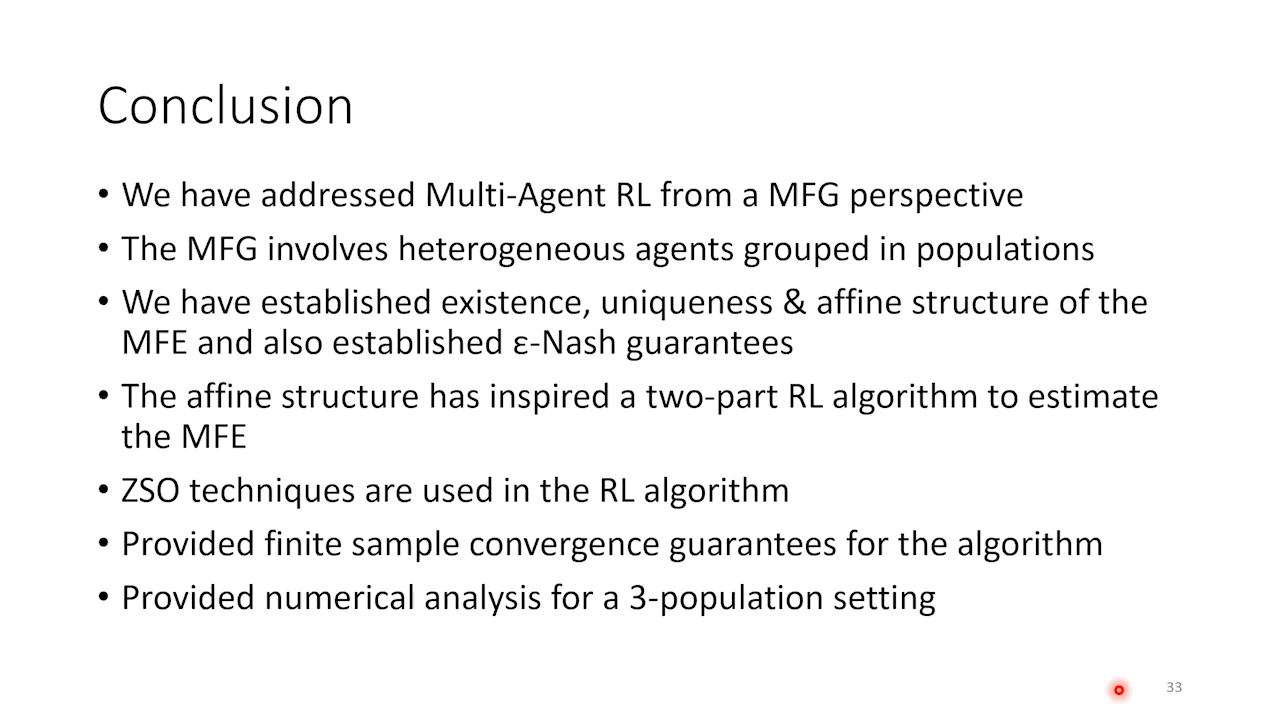 Conclusion
• We have addressed Multi-Agent RL from a MFG perspective
• The MFG involves heterogeneous agents grouped in populations
• We have established existence, uniqueness & affine structure of the
MFE and also established ε-Nash guarantees
• The affine structure has inspired a two-part RL algorithm to estimate
the MFE
• ZSO techniques are used in the RL algorithm
• Provided finite sample convergence guarantees for the algorithm
• Provided numerical analysis for a 3-population setting
33